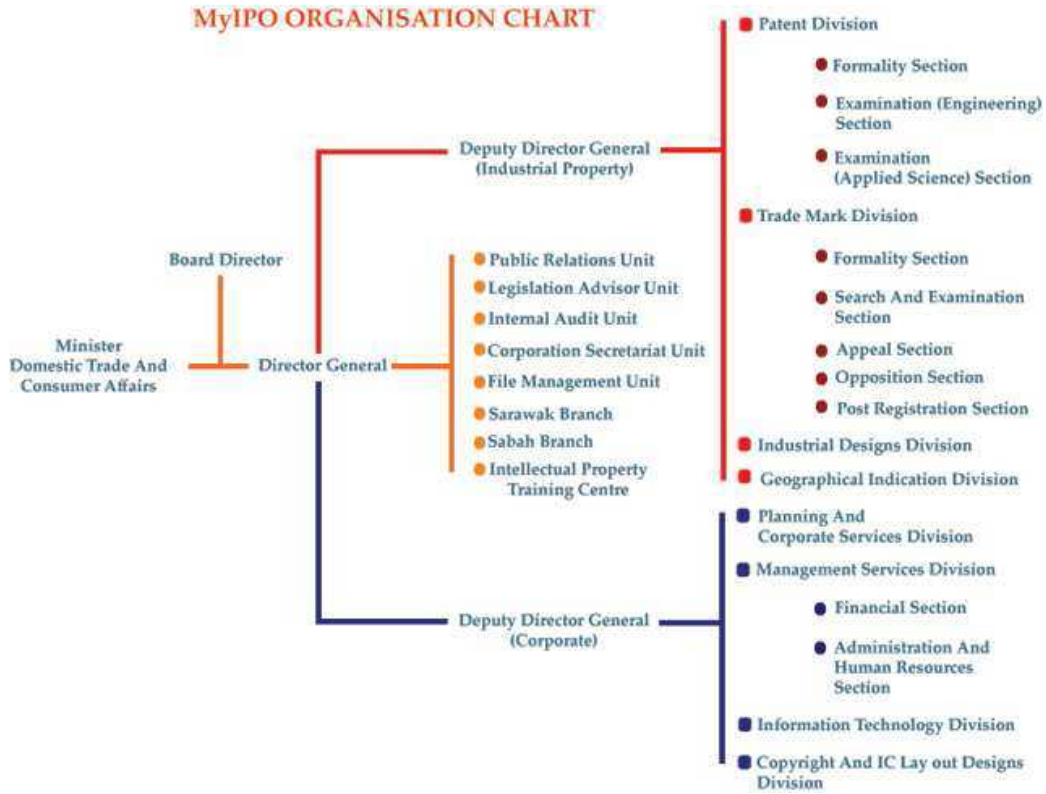 MyIPO ORGANISATION CHART
Minister
Domestic Trade And
Consumer Affairs
Board Director
Director General
Deputy Director General
(Industrial Property)
Public Relations Unit
Legislation Advisor Unit
Internal Audit Unit
Corporation Secretariat Unit
File Management Unit
Sarawak Branch
Sabah Branch
Intellectual Property
Training Centre
Deputy Director General
(Corporate)
Patent Division
Formality Section
Examination (Engineering)
Section
Examination
(Applied Science) Section
Trade Mark Division
Formality Section
Search And Examination
Section
Appeal Section
Opposition Section
Post Registration Section
Industrial Designs Division
Geographical Indication Division
Planning And
Corporate Services Division
Management Services Division
Financial Section
Administration And
Human Resources
Section
Information Technology Division
Copyright And IC Lay out Designs
Division